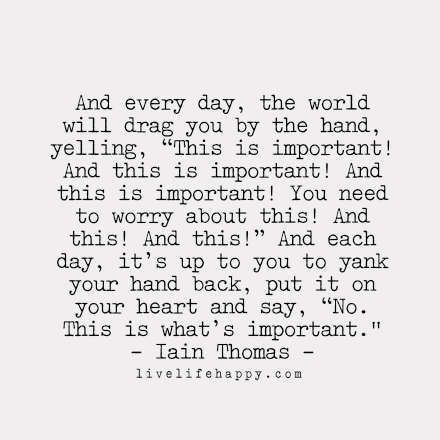 And every day, the world
will drag you by the hand,
yelling, “This is important!
And this is important! And
this is important! You need
to worry about this! And
this! And this!” And each
day, it’s up to you to yank
your hand back, put it on
your heart and say, “No.
This is what’s important."
- Iain Thomas -
livelifehappy.com